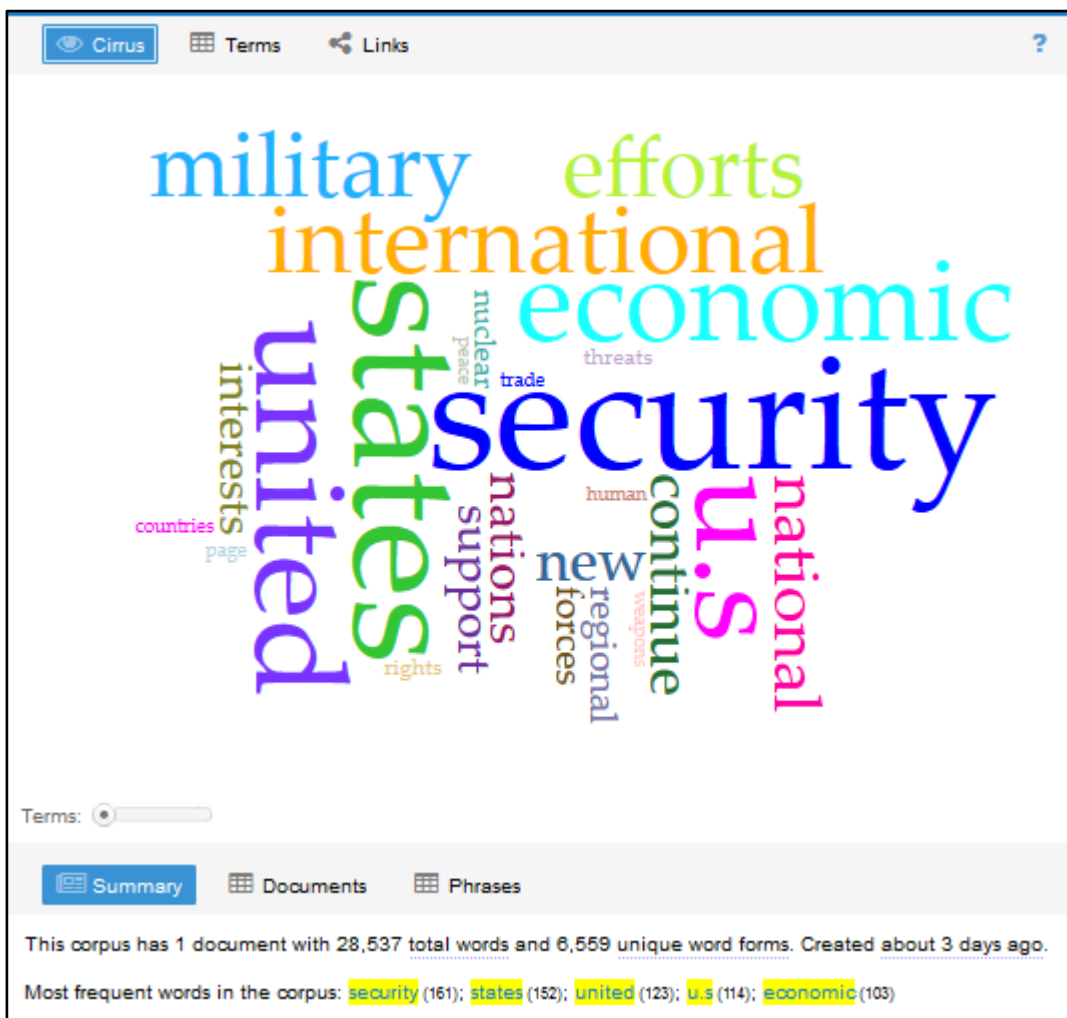 Cirrus Terms Links ?
military efforts
international
economic
states
nuclear
peace
united
threats
trade
interests
security
nations
continue
u.s
national
human
support
countries
page
new
forces
regional
weapons
rights
Terms:
Summary Documents Phrases
This corpus has 1 document with 28,537 total words and 6,559 unique word forms. Created about 3 days ago.
Most frequent words in the corpus: security (161); states (152); united (123); u.s (114); economic (103)